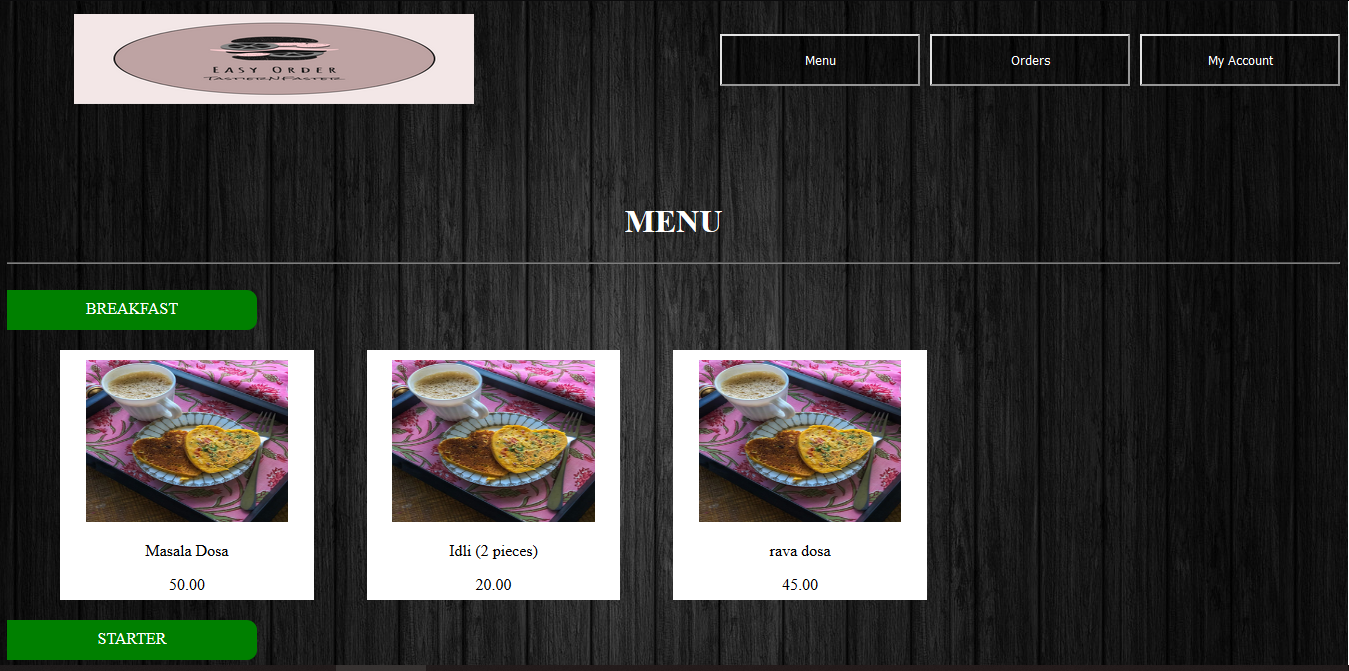 EASY ORDER
TASTIERNFASTER
Menu
Orders
My Account
MENU
BREAKFAST
Masala Dosa
Idli (2 pieces)
rava dosa
50.00
20.00
45.00
STARTER